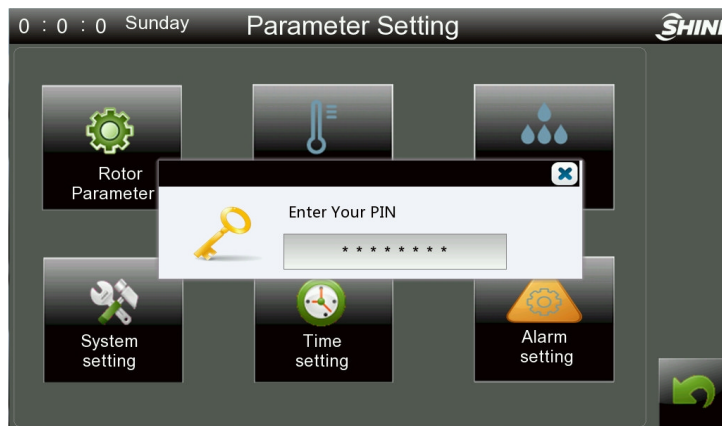 0 : 0 : 0 Sunday Parameter Setting SHINI
Rotor
Parameter
Enter Your PIN
* * * * * * * *
System
setting
Time
setting
Alarm
setting